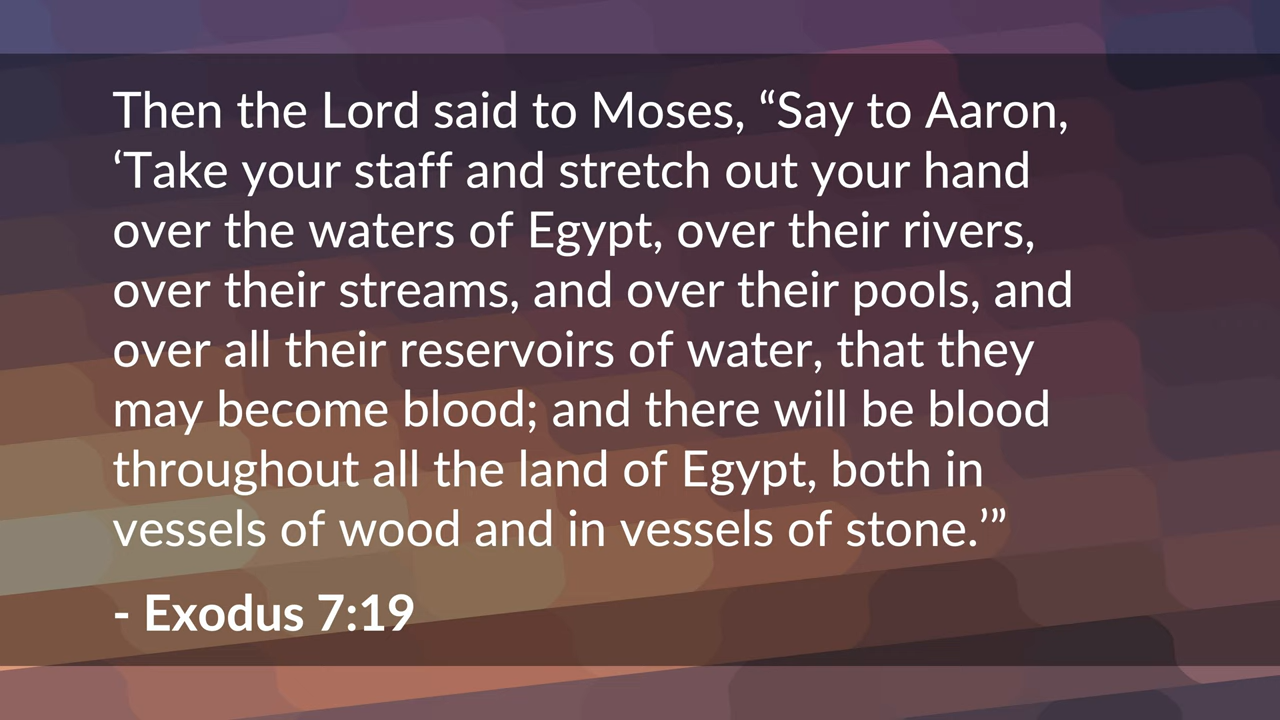 Then the Lord said to Moses, “Say to Aaron,
‘Take your staff and stretch out your hand
over the waters of Egypt, over their rivers,
over their streams, and over their pools, and
over all their reservoirs of water, that they
may become blood; and there will be blood
throughout all the land of Egypt, both in
vessels of wood and in vessels of stone.’”
- Exodus 7:19